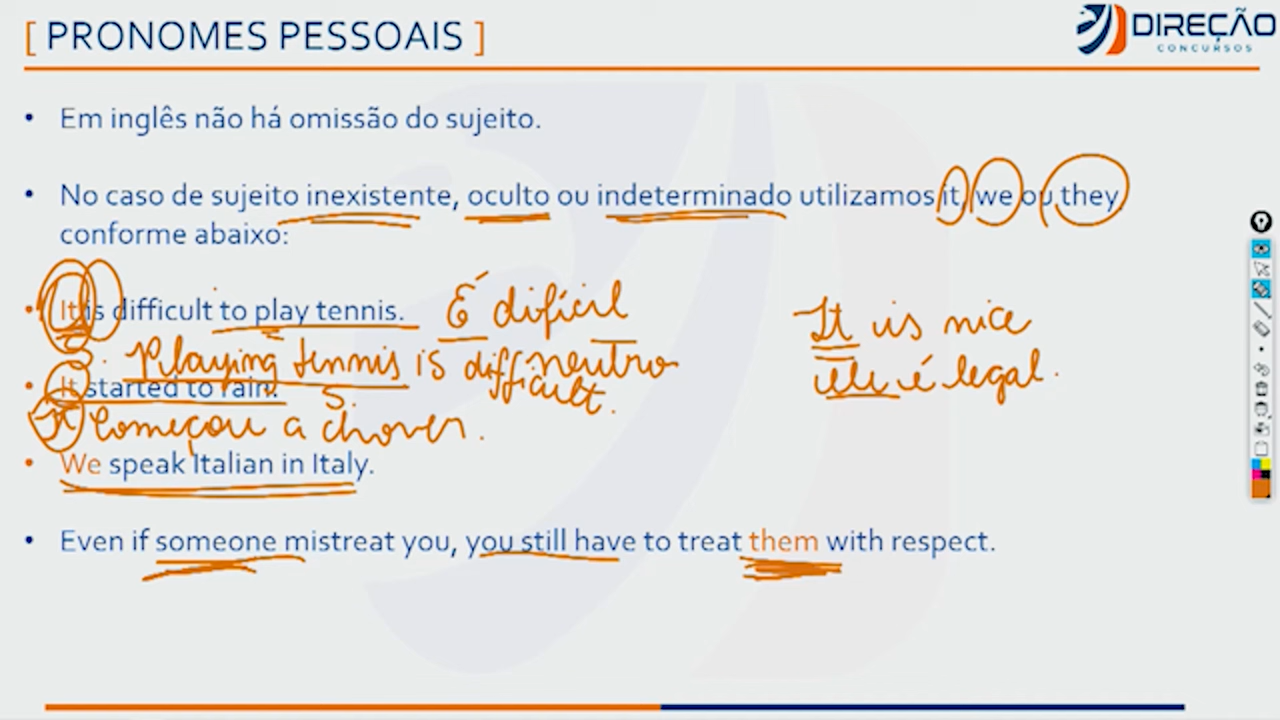 [ PRONOMES PESSOAIS ]
DIREÇÃO
CONCURSOS
• Em inglês não há omissão do sujeito.
• No caso de sujeito inexistente, oculto ou indeterminado utilizamos it, we ou they,
conforme abaixo:
• It is difficult to play tennis. É difícil
It is nice
S. Playing tennis is difficult. neutro
ele é legal.
• It started to rain. S.
Começou a chover.
• We speak Italian in Italy.
• Even if someone mistreat you, you still have to treat them with respect.